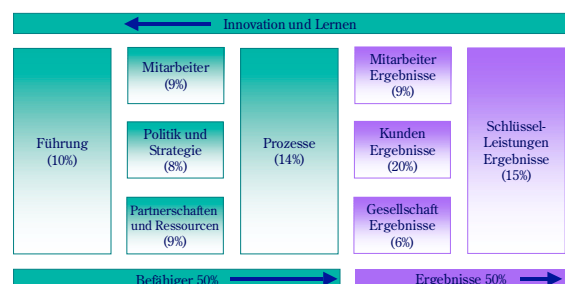 Innovation und Lernen
Führung
(10%)
Mitarbeiter
(9%)
Politik und
Strategie
(8%)
Partnerschaften
und Ressourcen
(9%)
Prozesse
(14%)
Mitarbeiter
Ergebnisse
(9%)
Kunden
Ergebnisse
(20%)
Gesellschaft
Ergebnisse
(6%)
Schlüssel-
Leistungen
Ergebnisse
(15%)
Befähiger 50%
Ergebnisse 50%